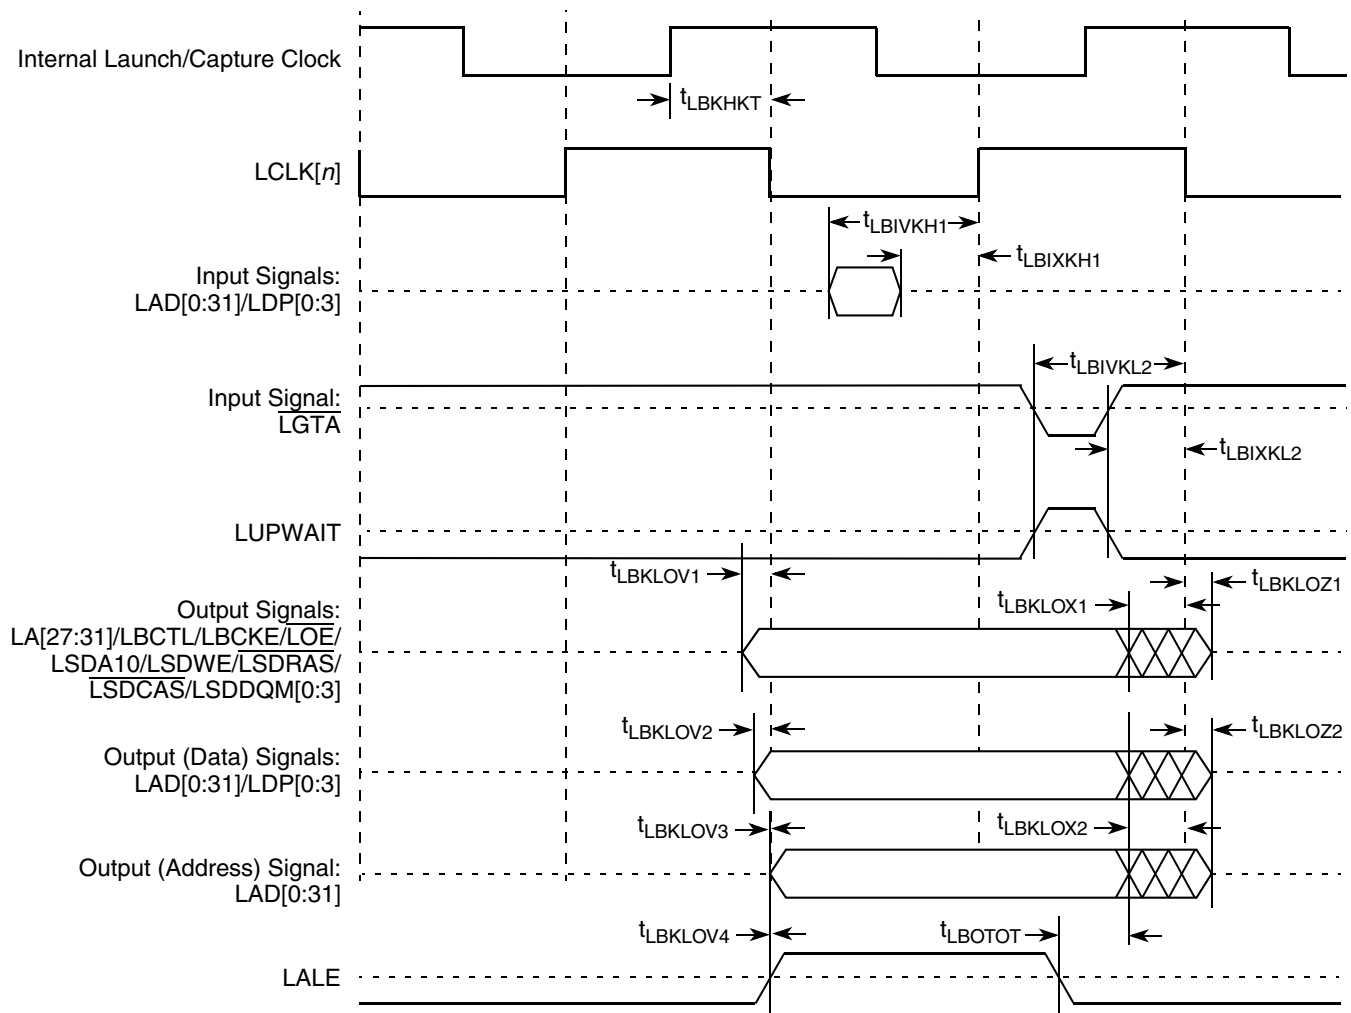 Internal Launch/Capture Clock
tLBKHKT
LCLK[n]
tLBIVKH1
tLBIXKH1
Input Signals:
LAD[0:31]/LDP[0:3]
tLBIVKL2
Input Signal:
LGTA
tLBIXKL2
LUPWAIT
tLBKLOV1
tLBKLOZ1
tLBKLOX1
Output Signals:
LA[27:31]/LBCTL/LBCKE/LOE/
LSDA10/LSDWE/LSDRAS/
LSDCAS/LSDDQM[0:3]
tLBKLOV2
tLBKLOZ2
Output (Data) Signals:
LAD[0:31]/LDP[0:3]
tLBKLOV3
tLBKLOX2
Output (Address) Signal:
LAD[0:31]
tLBKLOV4
tLBOTOT
LALE